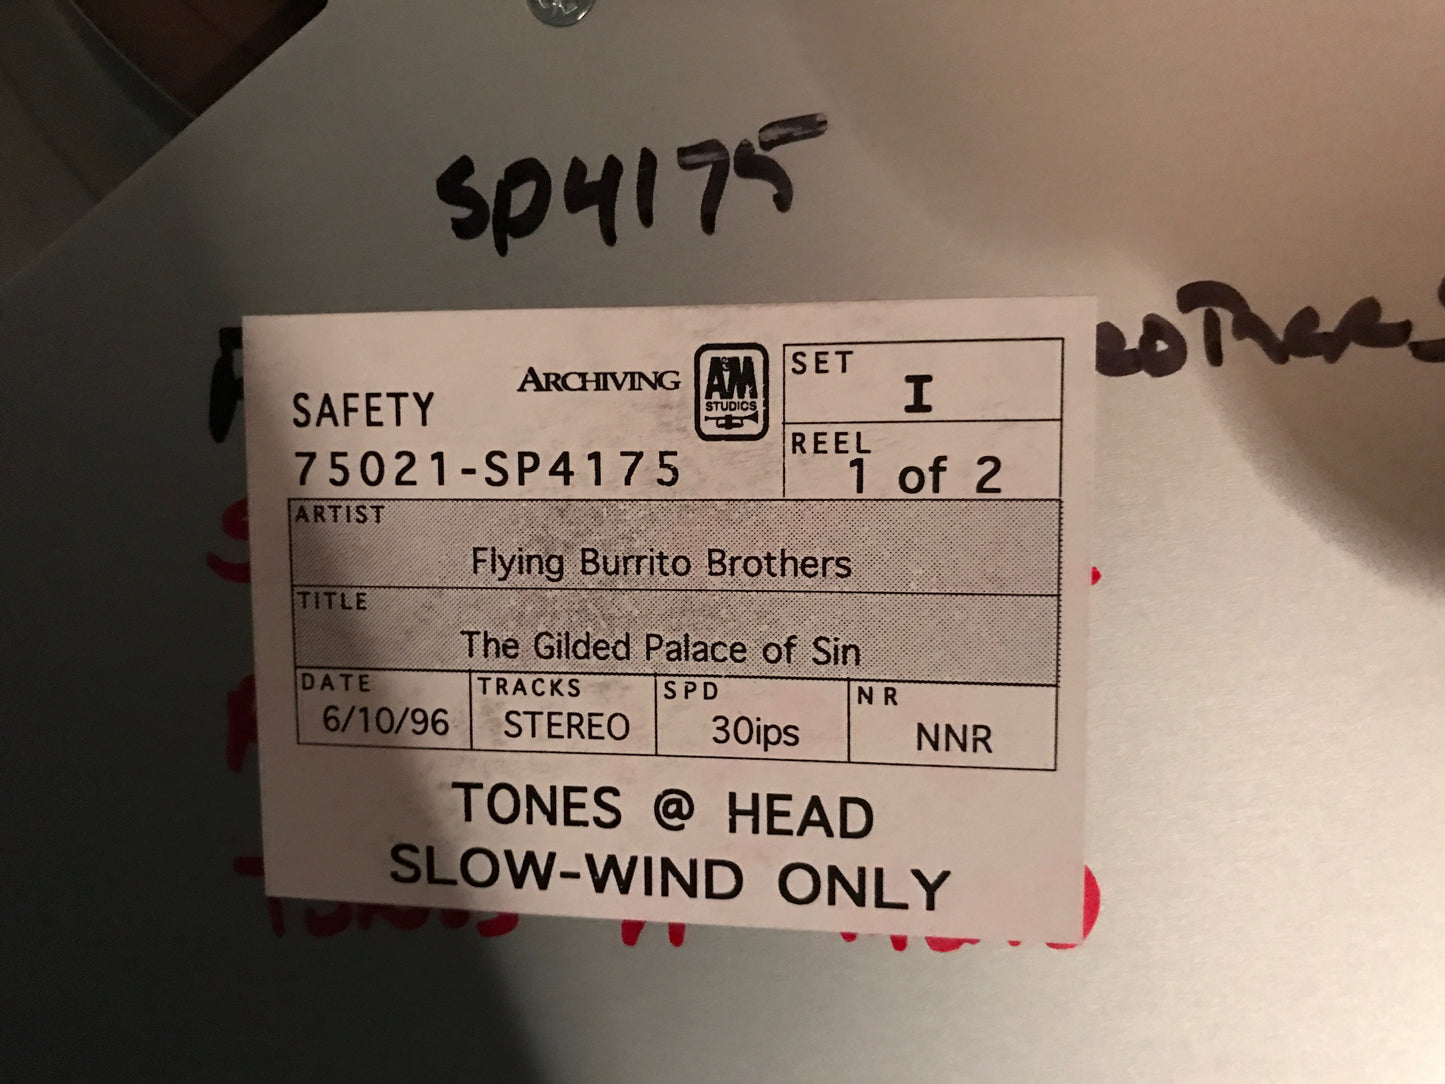 SP4175
BROTHERS
SAFETY
ARCHIVING
A&M
STUDIOS
SET
I
75021-SP4175
REEL
1 of 2
ARTIST
Flying Burrito Brothers
TITLE
The Gilded Palace of Sin
DATE
6/10/96
TRACKS
STEREO
SPD
30ips
NR
NNR
TONES @ HEAD
SLOW-WIND ONLY